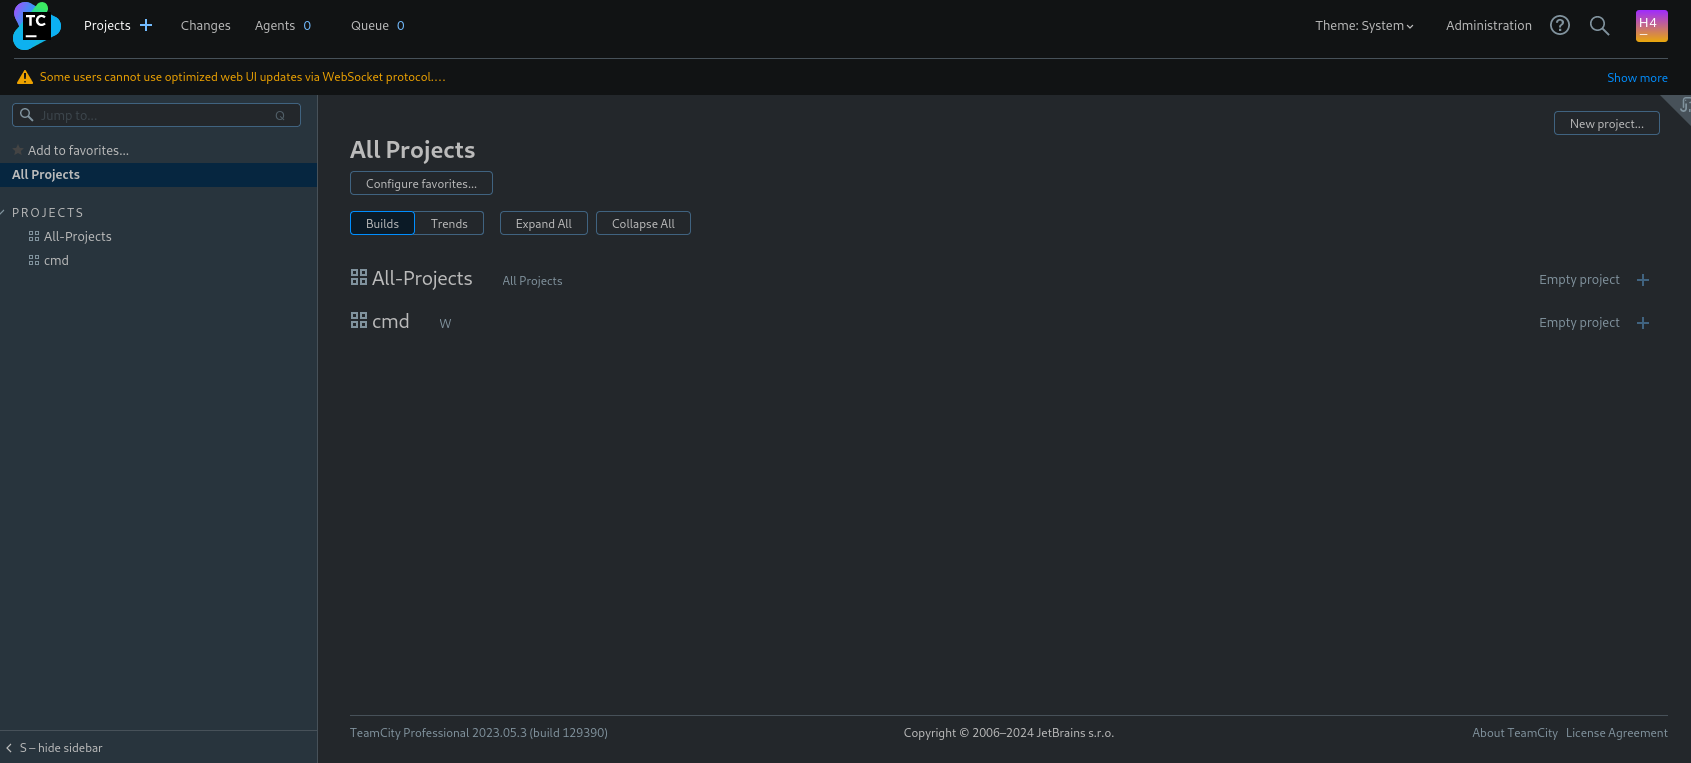 TC
Projects + Changes Agents 0 Queue 0 Theme: System Administration ? H4
Some users cannot use optimized web UI updates via WebSocket protocol.... Show more
Jump to... Q
New project...
Add to favorites...
All Projects
All Projects
Configure favorites...
PROJECTS
Builds Trends Expand All Collapse All
All-Projects
cmd
All-Projects All Projects Empty project +
cmd W Empty project +
TeamCity Professional 2023.05.3 (build 129390) Copyright © 2006–2024 JetBrains s.r.o. About TeamCity License Agreement
S – hide sidebar